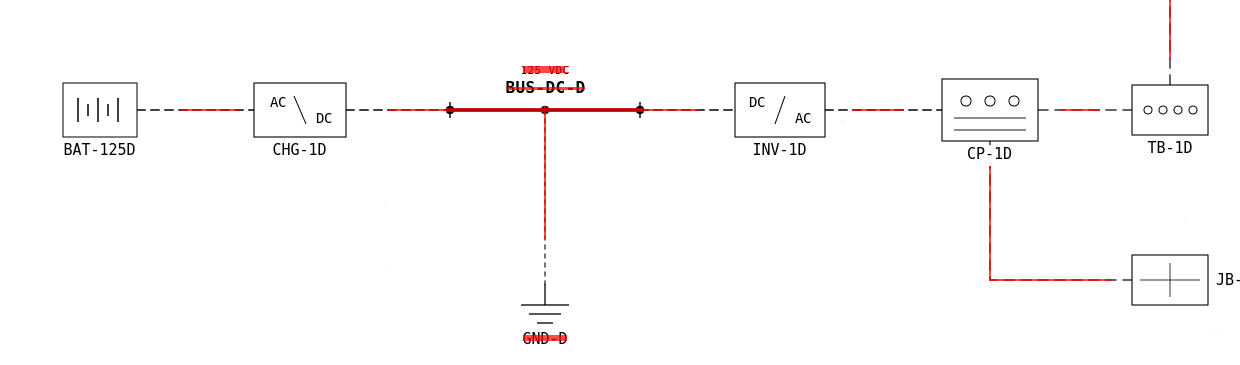 125 VDC
BUS-DC-D
AC
DC
DC
AC
BAT-125D
CHG-1D
INV-1D
CP-1D
TB-1D
JB-
GND-D